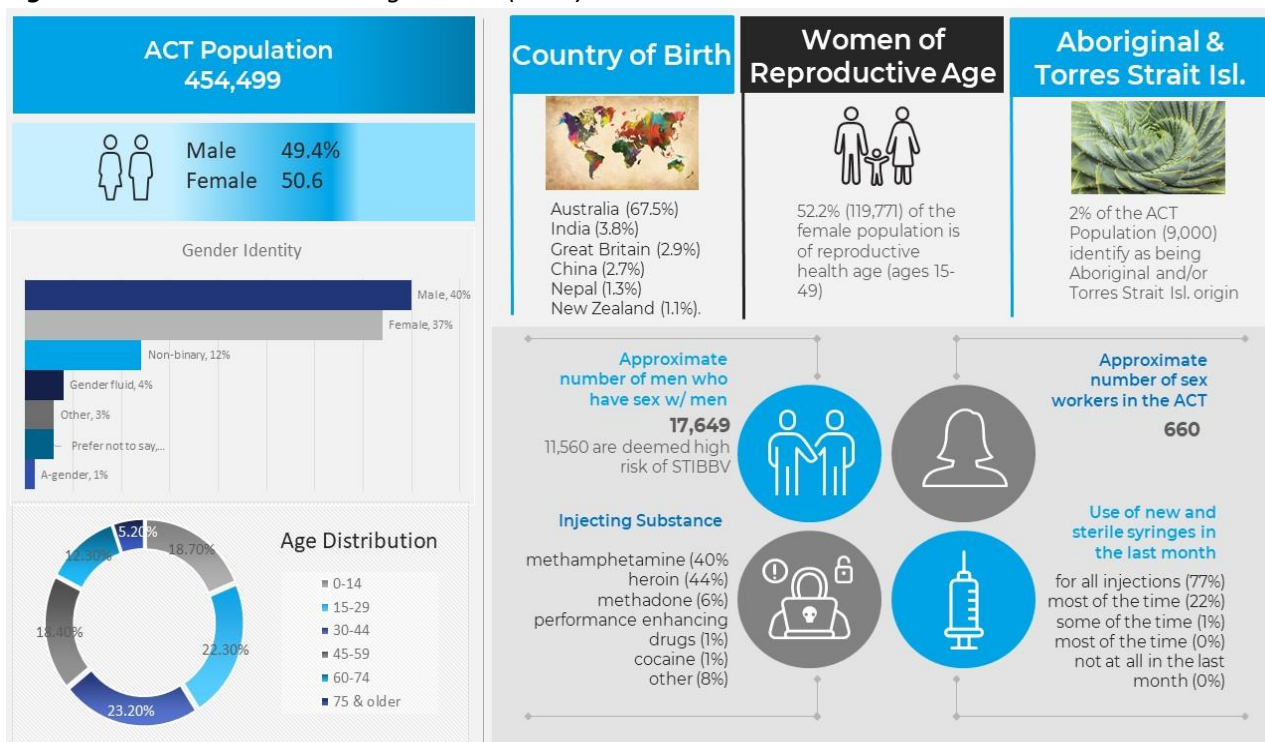 ACT Population
454,499
Male 49.4%
Female 50.6
Gender Identity
Male, 40%
Female, 37%
Non-binary, 12%
Gender fluid, 4%
Other, 3%
Prefer not to say,...
A-gender, 1%
Age Distribution
5.20%
18.70%
12.30%
18.40%
22.30%
23.20%
0-14
15-29
30-44
45-59
60-74
75 & older
Country of Birth
Australia (67.5%)
India (3.8%)
Great Britain (2.9%)
China (2.7%)
Nepal (1.3%)
New Zealand (1.1%).
Women of
Reproductive Age
52.2% (119,771) of the
female population is
of reproductive
health age (ages 15-
49)
Aboriginal &
Torres Strait Isl.
2% of the ACT
Population (9,000)
identify as being
Aboriginal and/or
Torres Strait Isl. origin
Approximate
number of men who
have sex w/ men
17,649
11,560 are deemed high
risk of STIBBV
Approximate
number of sex
workers in the ACT
660
Injecting Substance
methamphetamine (40%
heroin (44%)
methadone (6%)
performance enhancing
drugs (1%)
cocaine (1%)
other (8%)
Use of new and
sterile syringes in
the last month
for all injections (77%)
most of the time (22%)
some of the time (1%)
most of the time (0%)
not at all in the last
month (0%)